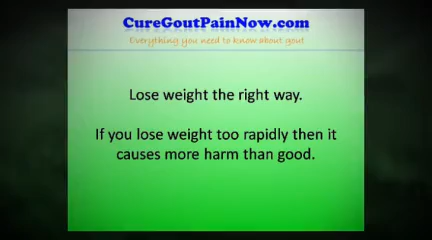 CureGoutPainNow.com
Everything you need to know about gout
Lose weight the right way.
If you lose weight too rapidly then it
causes more harm than good.